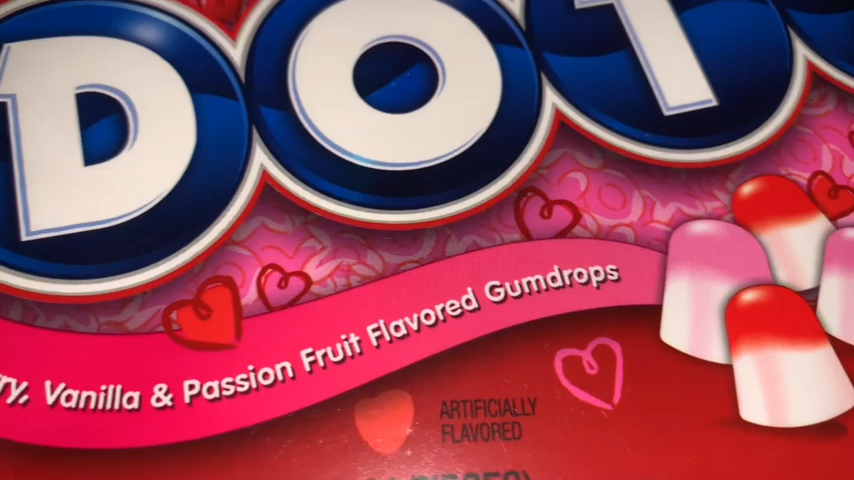 DOT
Vanilla & Passion Fruit Flavored Gumdrops
ARTIFICIALLY
FLAVORED